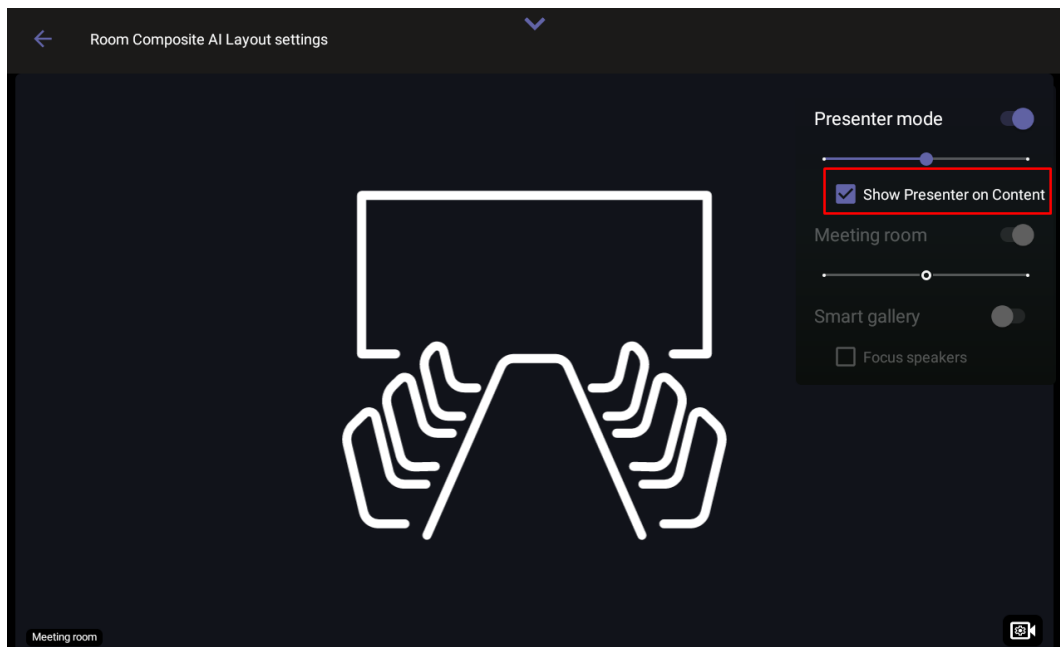 Room Composite AI Layout settings
Presenter mode
Show Presenter on Content
Meeting room
Smart gallery
Focus speakers
Meeting room